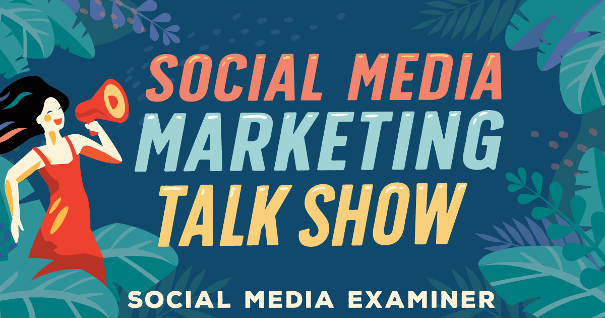 SOCIAL MEDIA
MARKETING
TALK SHOW
SOCIAL MEDIA EXAMINER